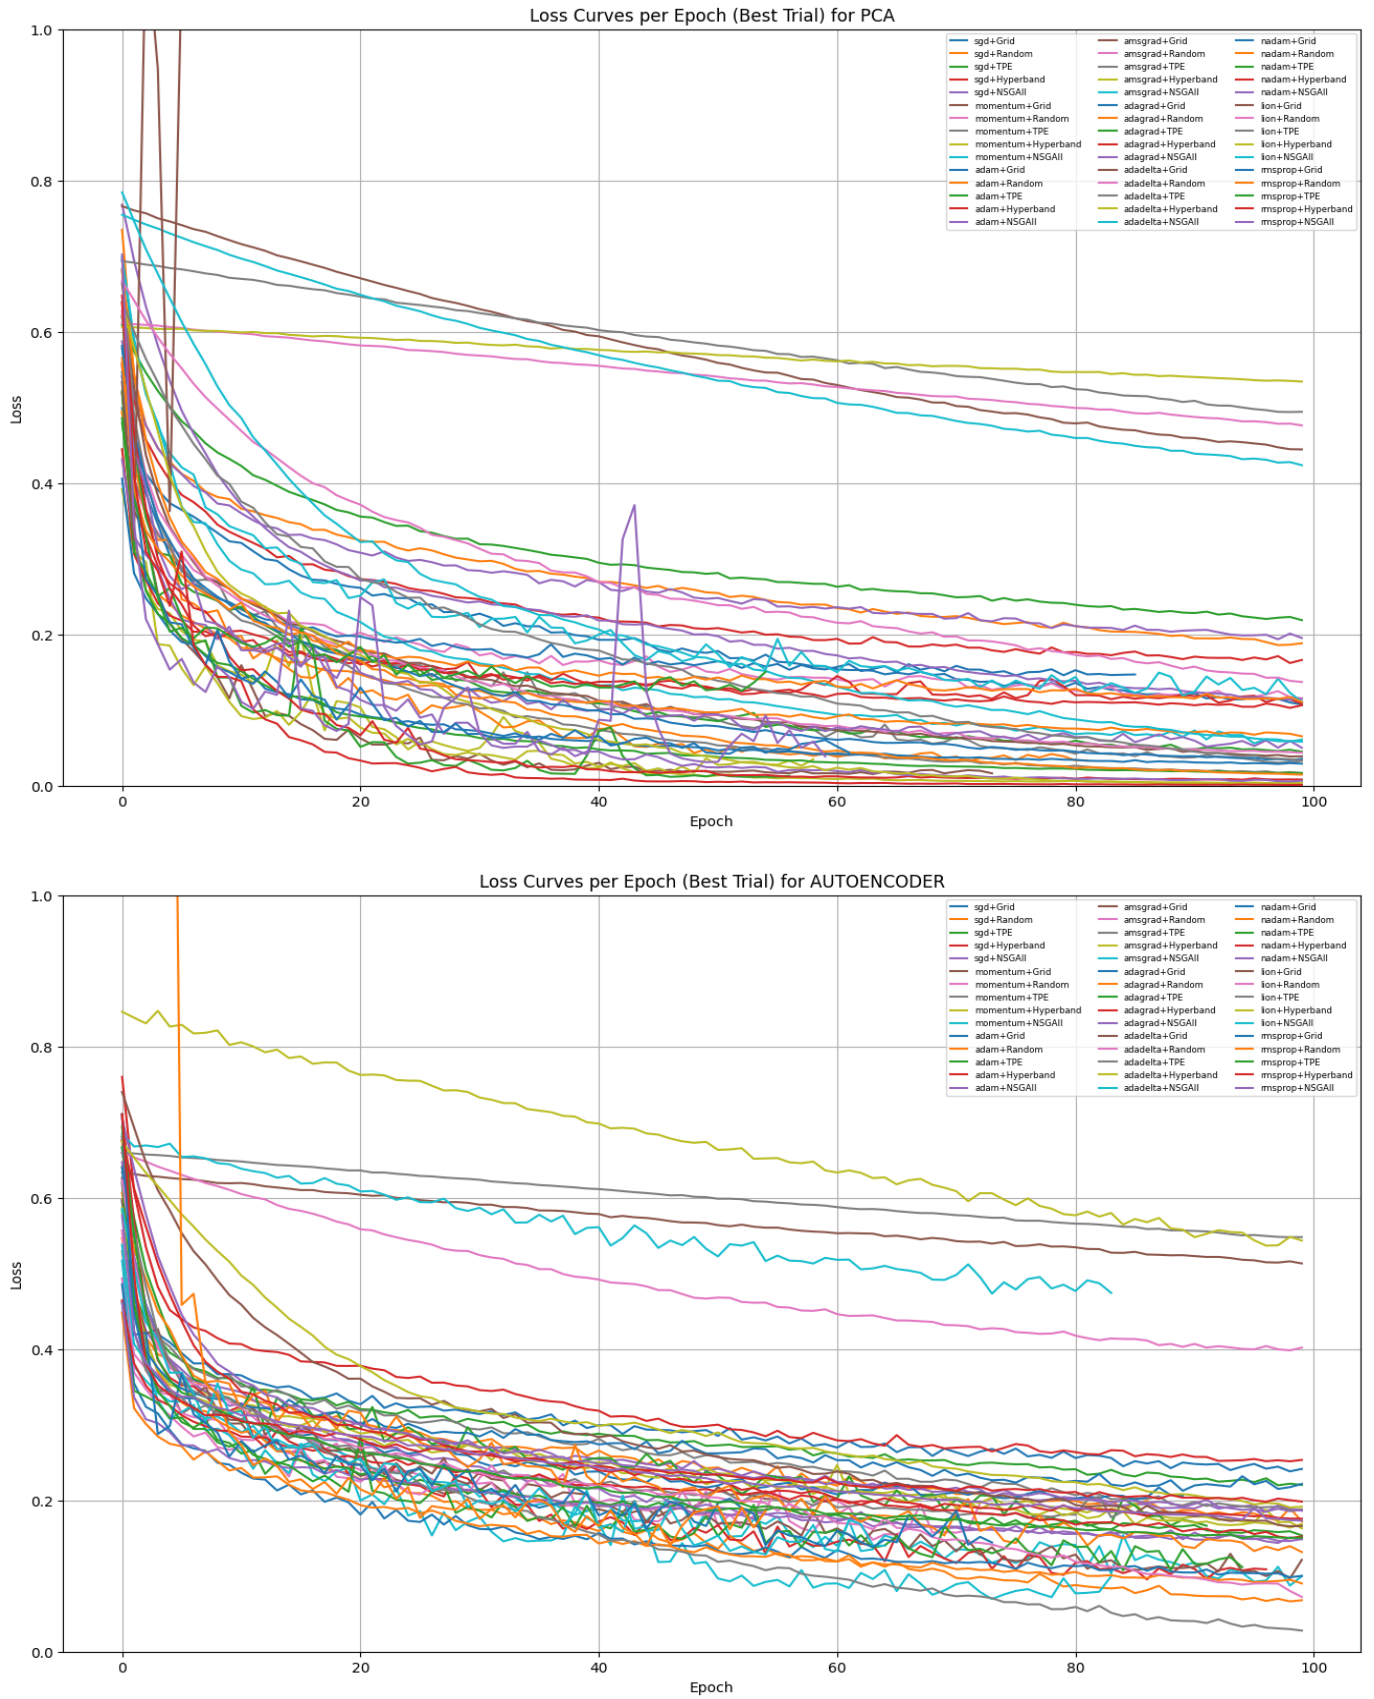 Loss Curves per Epoch (Best Trial) for PCA
1.0
0.8
0.6
0.4
0.2
0.0
Loss
sgd+Grid
sgd+Random
sgd+TPE
sgd+Hyperband
sgd+NSGAII
momentum+Grid
momentum+Random
momentum+TPE
momentum+Hyperband
momentum+NSGAII
adam+Grid
adam+Random
adam+TPE
adam+Hyperband
adam+NSGAII
amsgrad+Grid
amsgrad+Random
amsgrad+TPE
amsgrad+Hyperband
amsgrad+NSGAII
adagrad+Grid
adagrad+Random
adagrad+TPE
adagrad+Hyperband
adagrad+NSGAII
adadelta+Grid
adadelta+Random
adadelta+TPE
adadelta+Hyperband
adadelta+NSGAII
nadam+Grid
nadam+Random
nadam+TPE
nadam+Hyperband
nadam+NSGAII
lion+Grid
lion+Random
lion+TPE
lion+Hyperband
lion+NSGAII
rmsprop+Grid
rmsprop+Random
rmsprop+TPE
rmsprop+Hyperband
rmsprop+NSGAII
0 20 40 60 80 100
Epoch
Loss Curves per Epoch (Best Trial) for AUTOENCODER
1.0
0.8
0.6
0.4
0.2
0.0
Loss
sgd+Grid
sgd+Random
sgd+TPE
sgd+Hyperband
sgd+NSGAII
momentum+Grid
momentum+Random
momentum+TPE
momentum+Hyperband
momentum+NSGAII
adam+Grid
adam+Random
adam+TPE
adam+Hyperband
adam+NSGAII
amsgrad+Grid
amsgrad+Random
amsgrad+TPE
amsgrad+Hyperband
amsgrad+NSGAII
adagrad+Grid
adagrad+Random
adagrad+TPE
adagrad+Hyperband
adagrad+NSGAII
adadelta+Grid
adadelta+Random
adadelta+TPE
adadelta+Hyperband
adadelta+NSGAII
nadam+Grid
nadam+Random
nadam+TPE
nadam+Hyperband
nadam+NSGAII
lion+Grid
lion+Random
lion+TPE
lion+Hyperband
lion+NSGAII
rmsprop+Grid
rmsprop+Random
rmsprop+TPE
rmsprop+Hyperband
rmsprop+NSGAII
0 20 40 60 80 100
Epoch